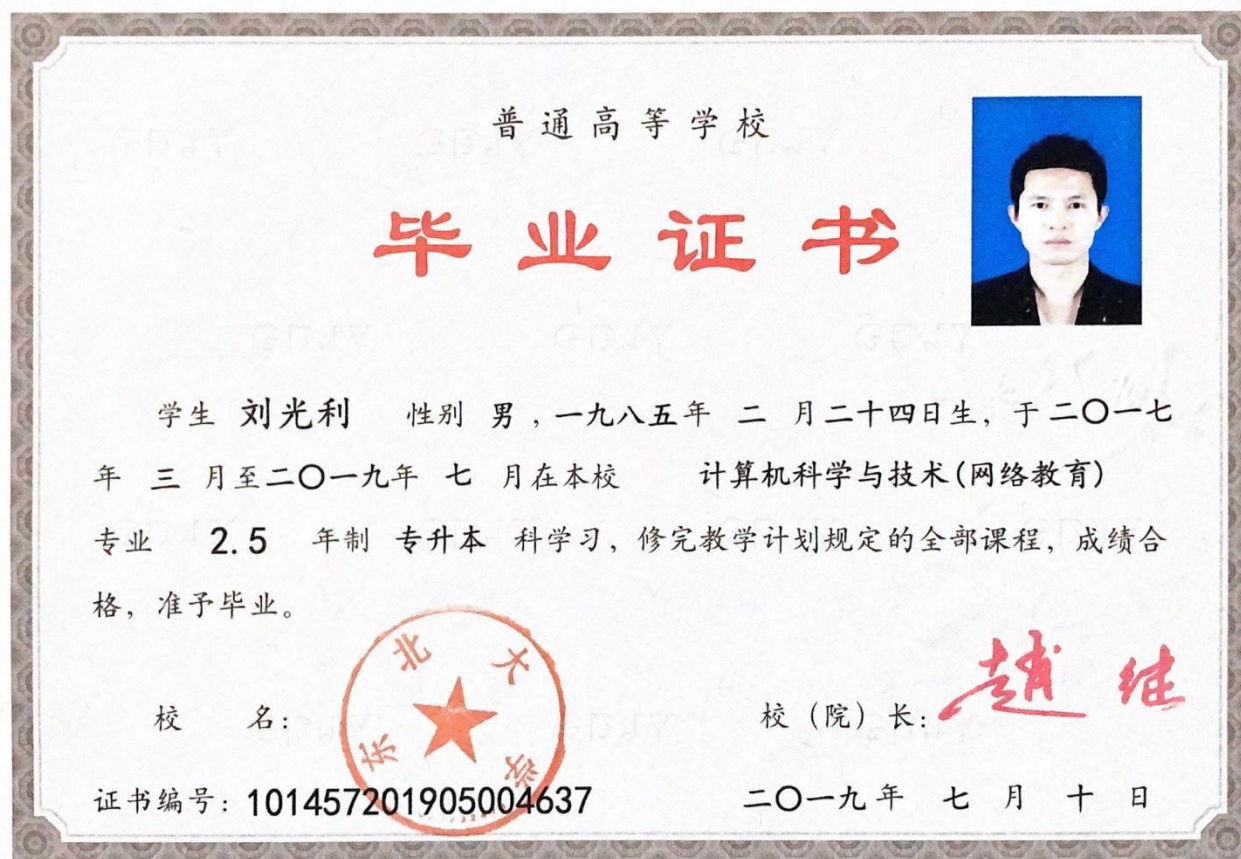 普通高等学校
毕业证书
学生 刘光利 性别 男，一九八五年 二 月二十四日生，于二〇一七
年 三 月至二〇一九年 七 月在本校 计算机科学与技术(网络教育)
专业 2.5 年制 专升本 科学习，修完教学计划规定的全部课程，成绩合
格，准予毕业。
东北大学
校 名：
校（院）长：赵继
证书编号：101457201905004637
二〇一九年 七 月 十 日